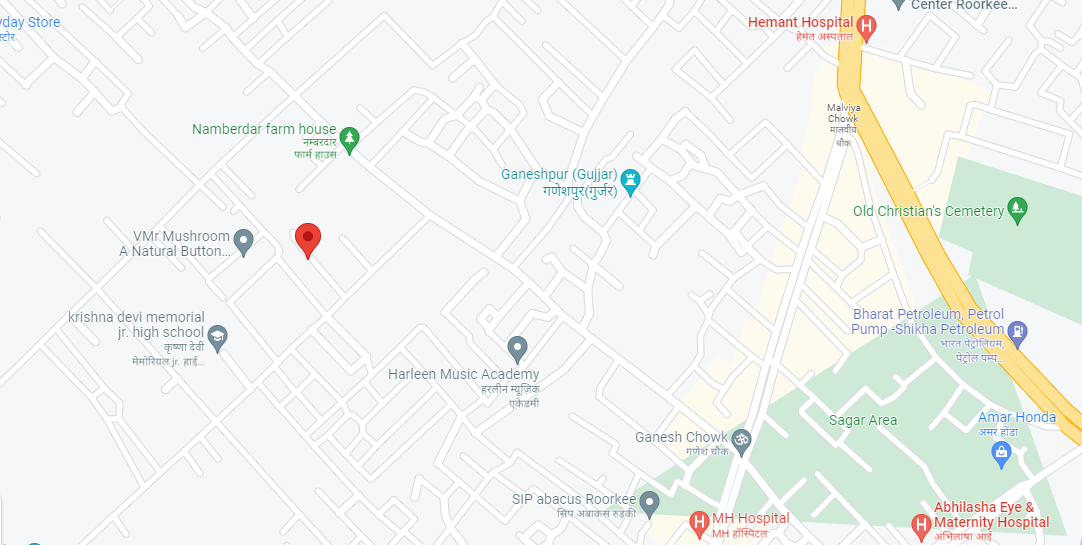 Center Roorkee...
yday Store
स्टोर
Hemant Hospital
हेमंत अस्पताल
Malviya
Chowk
मालवीय
चौक
Namberdar farm house
नम्बरदार
फार्म हाउस
Ganeshpur (Gujjar)
गणेशपुर(गुर्जर)
Old Christian's Cemetery
VMr Mushroom
A Natural Button...
krishna devi memorial
jr. high school
कृष्णा देवी
मेमोरियल jr. हाई...
Bharat Petroleum, Petrol
Pump -Shikha Petroleum
भारत पेट्रोलियम,
पेट्रोल पम्प...
Harleen Music Academy
हरलीन म्यूजिक
एकेडमी
Sagar Area
Amar Honda
अमर होंडा
Ganesh Chowk
गणेश चौक
SIP abacus Roorkee
सिप अबाकस रुड़की
MH Hospital
MH हॉस्पिटल
Abhilasha Eye &
Maternity Hospital
अभिलाषा आई